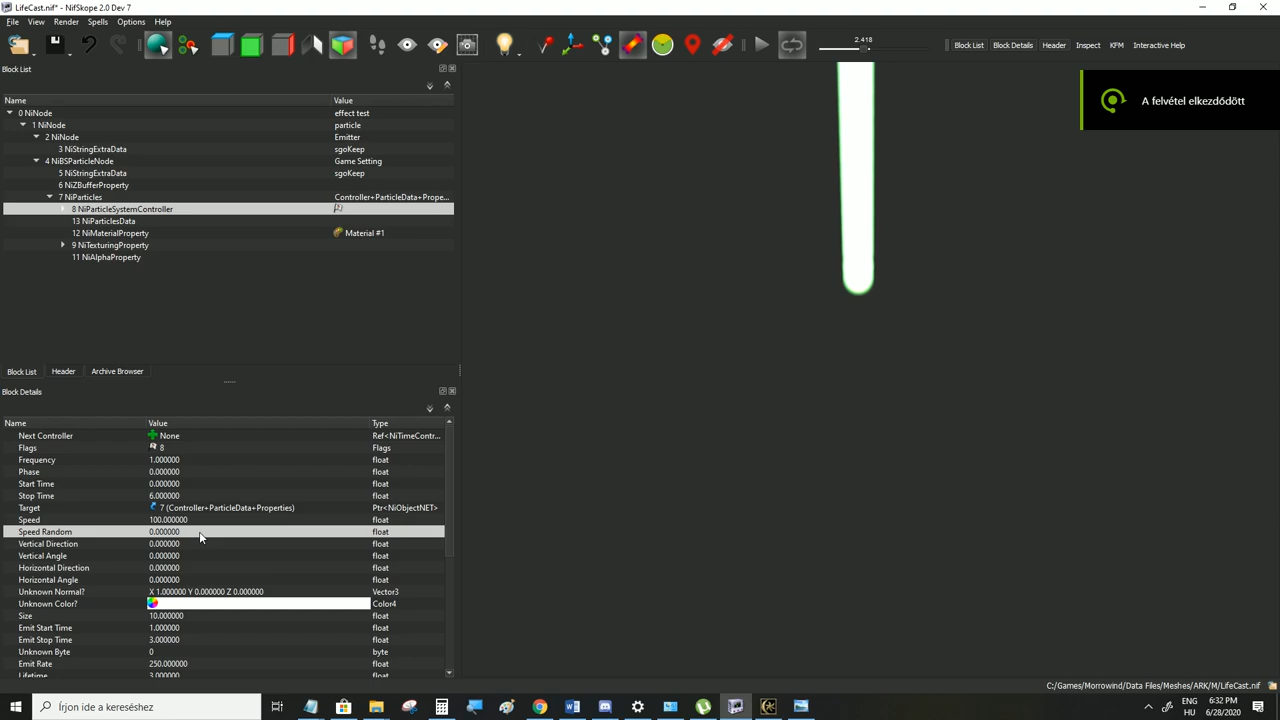 LifeCast.nif* - NifSkope 2.0 Dev 7
File View Render Spells Options Help
2.418
Block List Block Details Header Inspect KFM Interactive Help
Block List
Name Value
0 NiNode effect test
1 NiNode particle
2 NiNode Emitter
3 NiStringExtraData sgoKeep
4 NiBSParticleNode Game Setting
5 NiStringExtraData sgoKeep
6 NiZBufferProperty
7 NiParticles Controller+ParticleData+Prope...
8 NiParticleSystemController
13 NiParticlesData
12 NiMaterialProperty Material #1
9 NiTexturingProperty
11 NiAlphaProperty
A felvétel elkezdődött
Block List Header Archive Browser
Block Details
Name Value Type
Next Controller None Ref<NiTimeContr...
Flags 8 Flags
Frequency 1.000000 float
Phase 0.000000 float
Start Time 0.000000 float
Stop Time 6.000000 float
Target 7 (Controller+ParticleData+Properties) Ptr<NiObjectNET>
Speed 100.000000 float
Speed Random 0.000000 float
Vertical Direction 0.000000 float
Vertical Angle 0.000000 float
Horizontal Direction 0.000000 float
Horizontal Angle 0.000000 float
Unknown Normal? X 1.000000 Y 0.000000 Z 0.000000 Vector3
Unknown Color? Color4
Size 10.000000 float
Emit Start Time 1.000000 float
Emit Stop Time 3.000000 float
Unknown Byte 0 byte
Emit Rate 250.000000 float
Lifetime 3.000000 float
C:/Games/Morrowind/Data Files/Meshes/ARK/M/LifeCast.nif
Írjon ide a kereséshez
ENG 6:32 PM
HU 6/28/2020